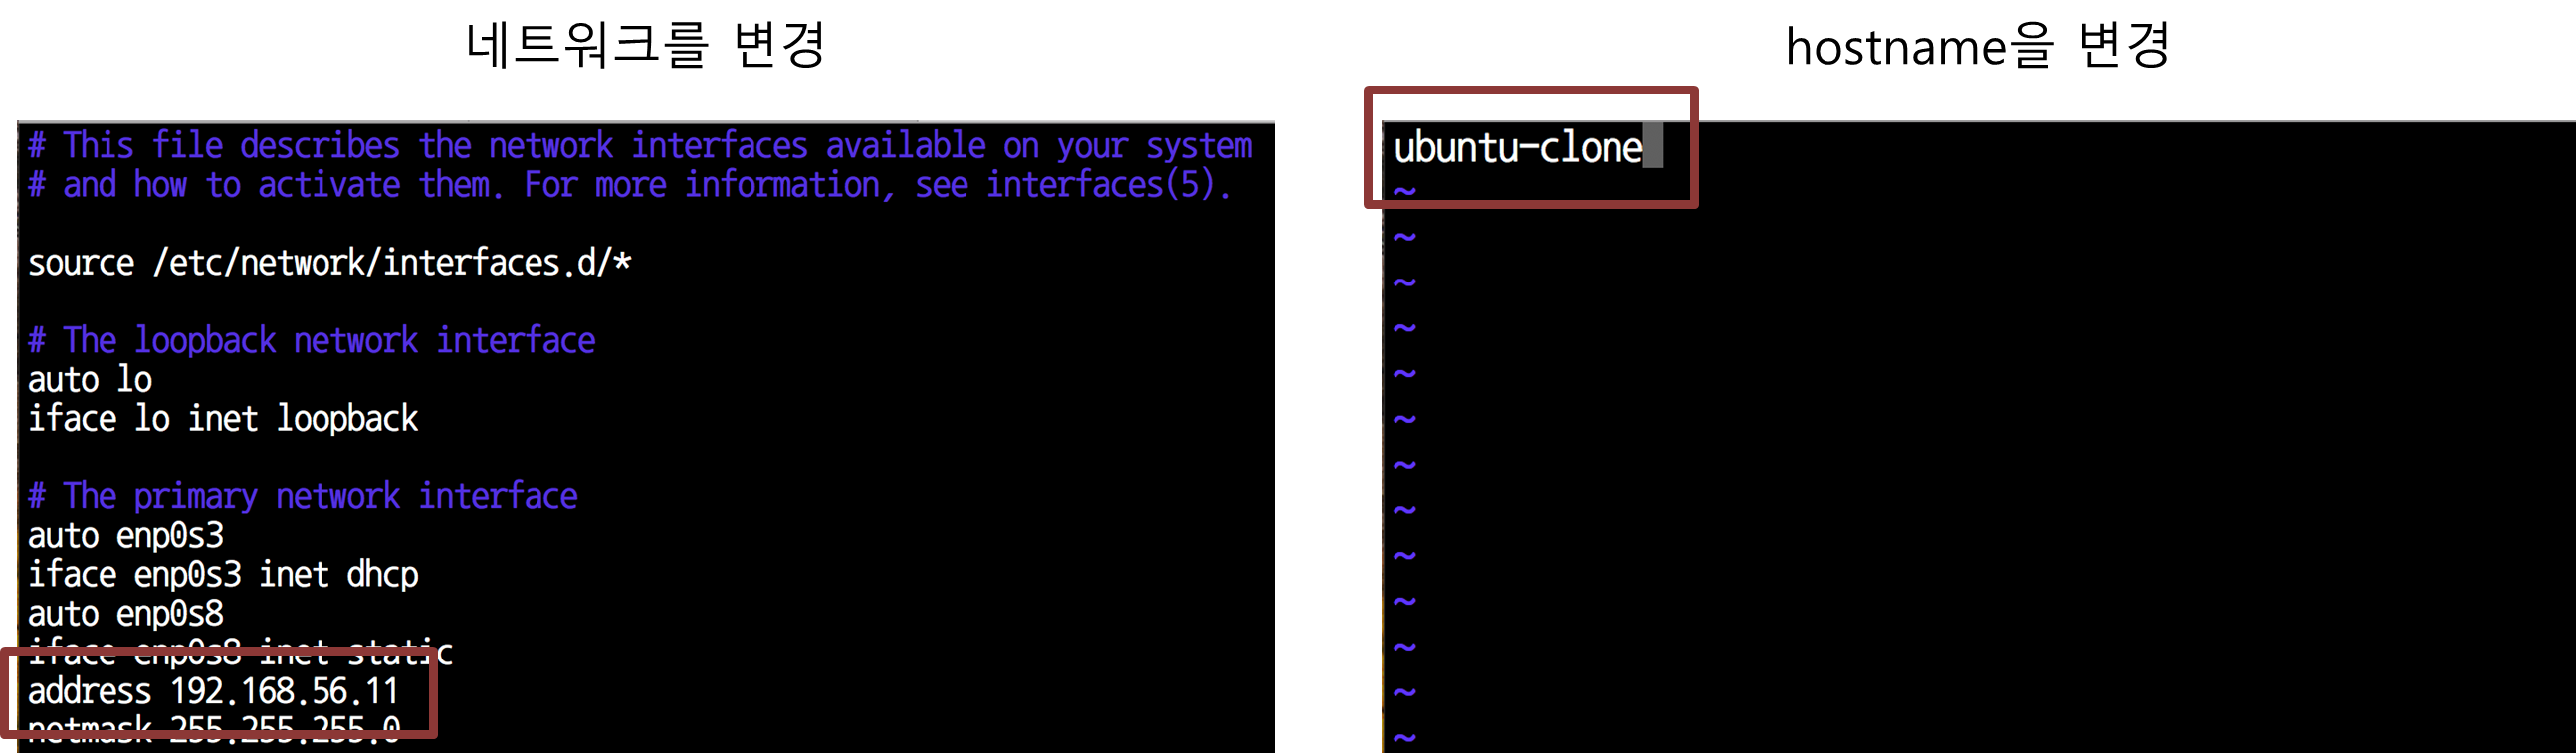 네트워크를 변경
# This file describes the network interfaces available on your system
# and how to activate them. For more information, see interfaces(5).
source /etc/network/interfaces.d/*
# The loopback network interface
auto lo
iface lo inet loopback
# The primary network interface
auto enp0s3
iface enp0s3 inet dhcp
auto enp0s8
iface enp0s8 inet static
address 192.168.56.11
netmask 255.255.255.0
hostname을 변경
ubuntu-clone
~
~
~
~
~
~
~
~
~
~
~
~
~